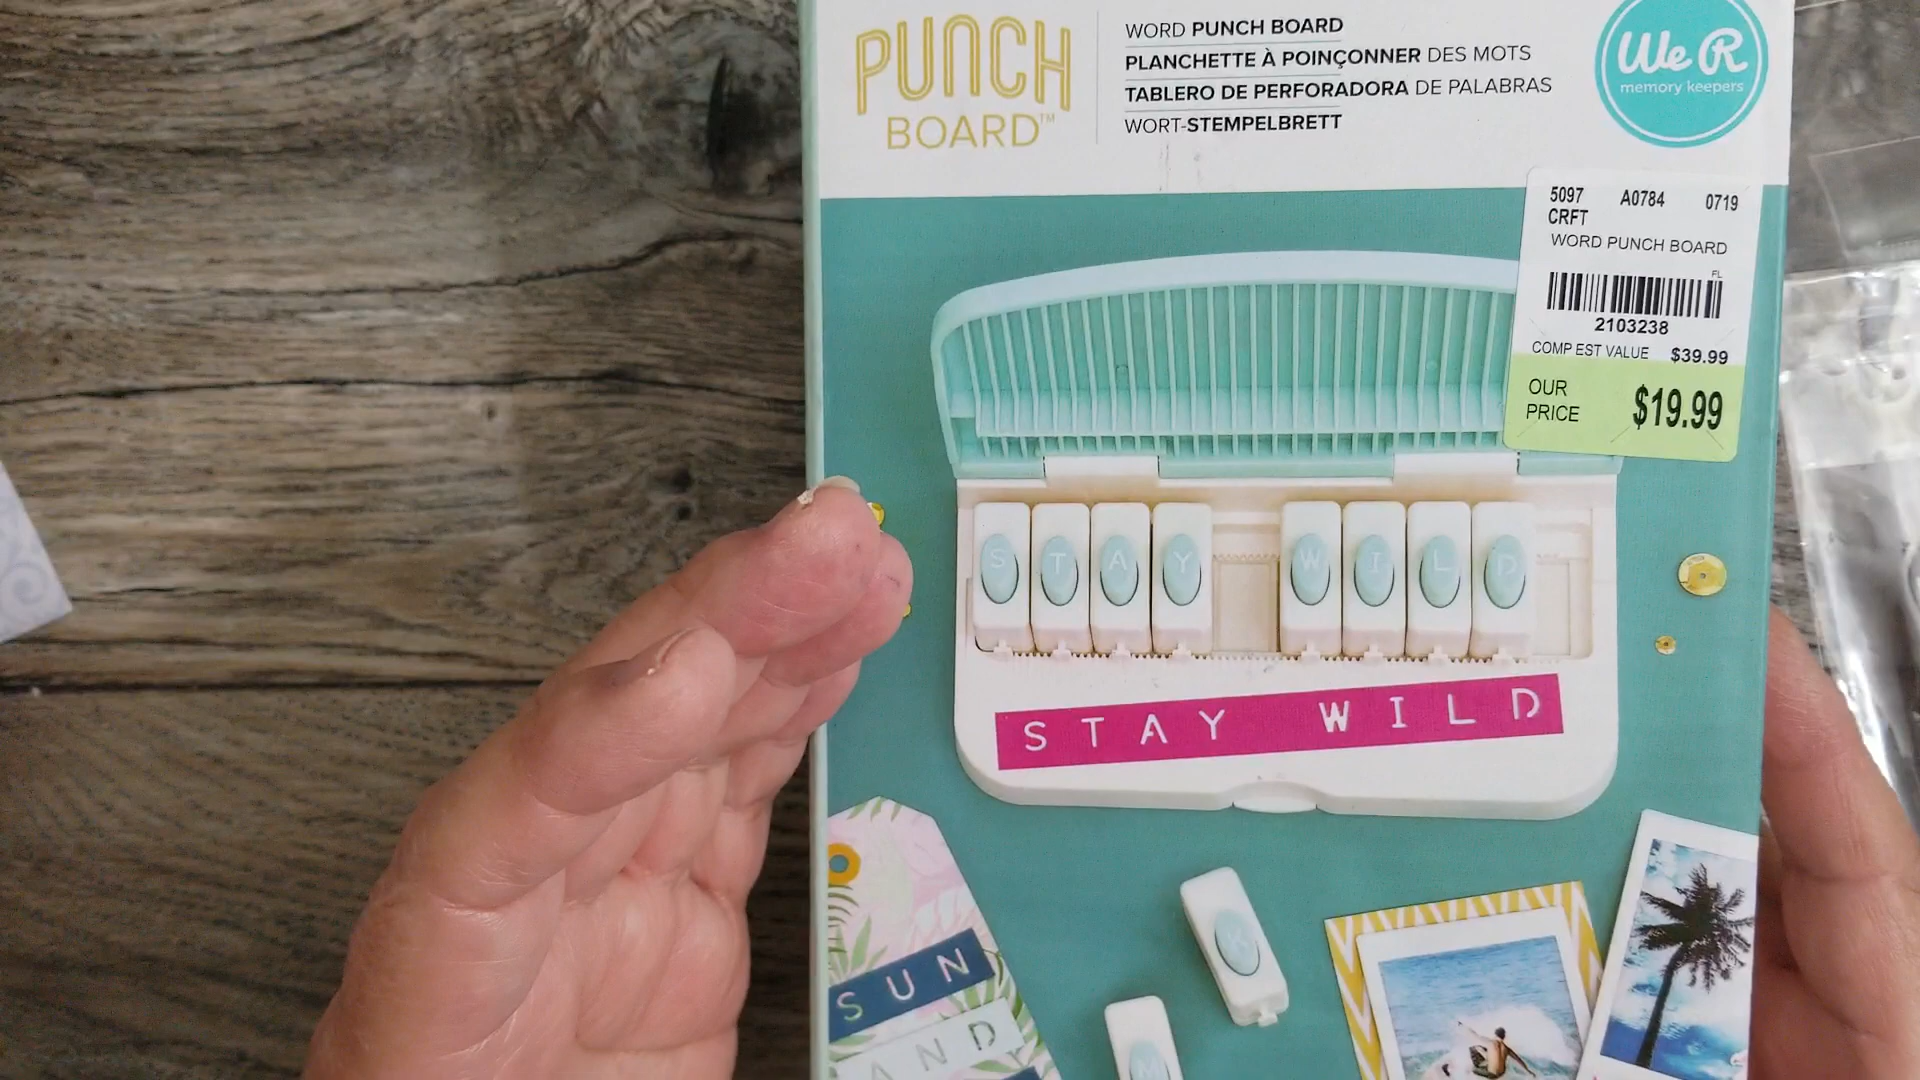 PUNCH
BOARD™
WORD PUNCH BOARD
PLANCHETTE À POINÇONNER DES MOTS
TABLERO DE PERFORADORA DE PALABRAS
WORT-STEMPELBRETT
We R
memory keepers
5097 A0784 0719
CRFT
WORD PUNCH BOARD
FL
2103238
COMP EST VALUE $39.99
OUR
PRICE
$19.99
S T A Y W I L D
STAY WILD
K
SUN
AND